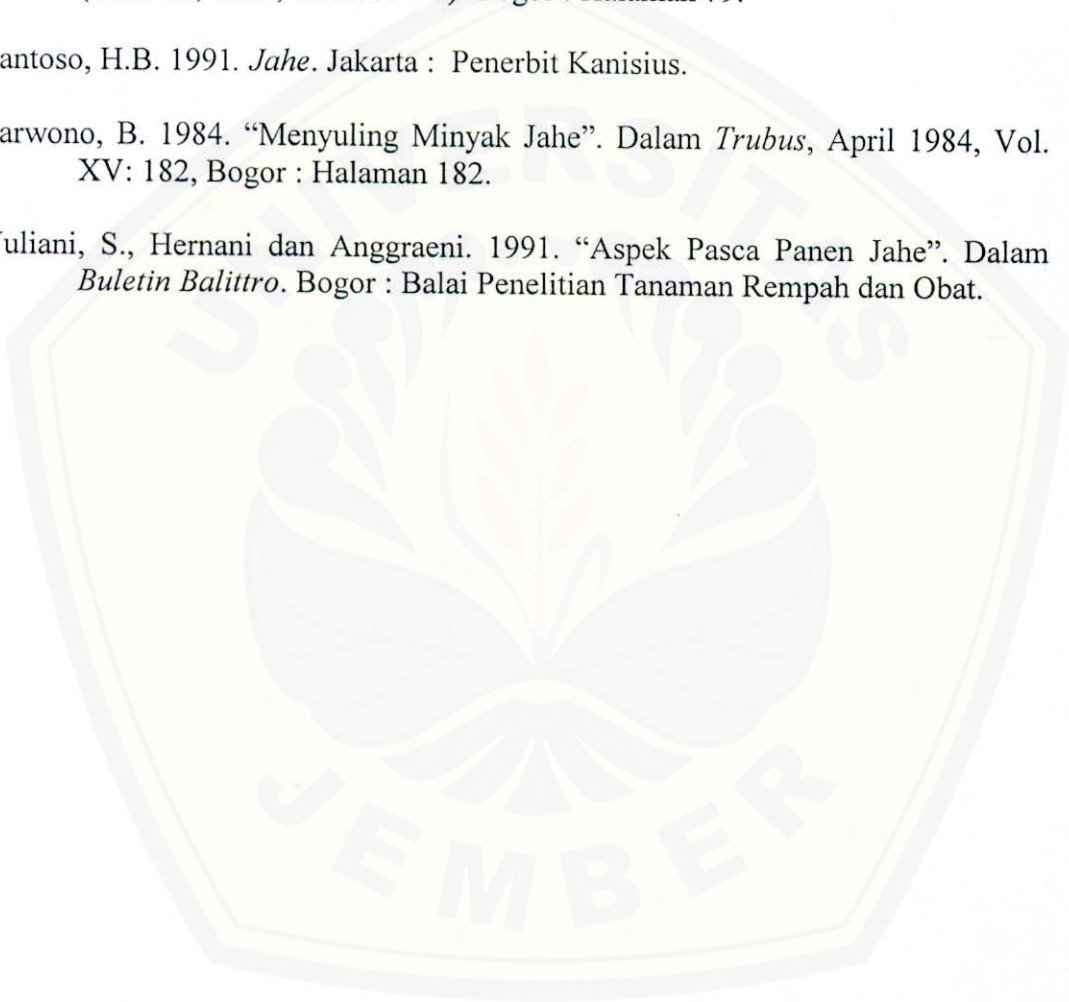 antoso, H.B. 1991. Jahe. Jakarta : Penerbit Kanisius.
arwono, B. 1984. “Menyuling Minyak Jahe”. Dalam Trubus, April 1984, Vol.
XV: 182, Bogor : Halaman 182.
uliani, S., Hernani dan Anggraeni. 1991. “Aspek Pasca Panen Jahe”. Dalam
Buletin Balittro. Bogor : Balai Penelitian Tanaman Rempah dan Obat.
UNIVERSITAS
JEMBER